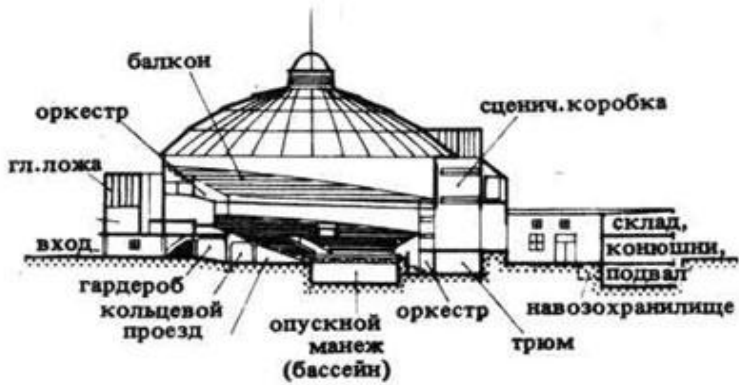 балкон
оркестр
сценич. коробка
гл. ложа
вход
склад,
конюшни,
подвал
гардероб
кольцевой
проезд
опускной
манеж
(бассейн)
оркестр
трюм
навозохранилище